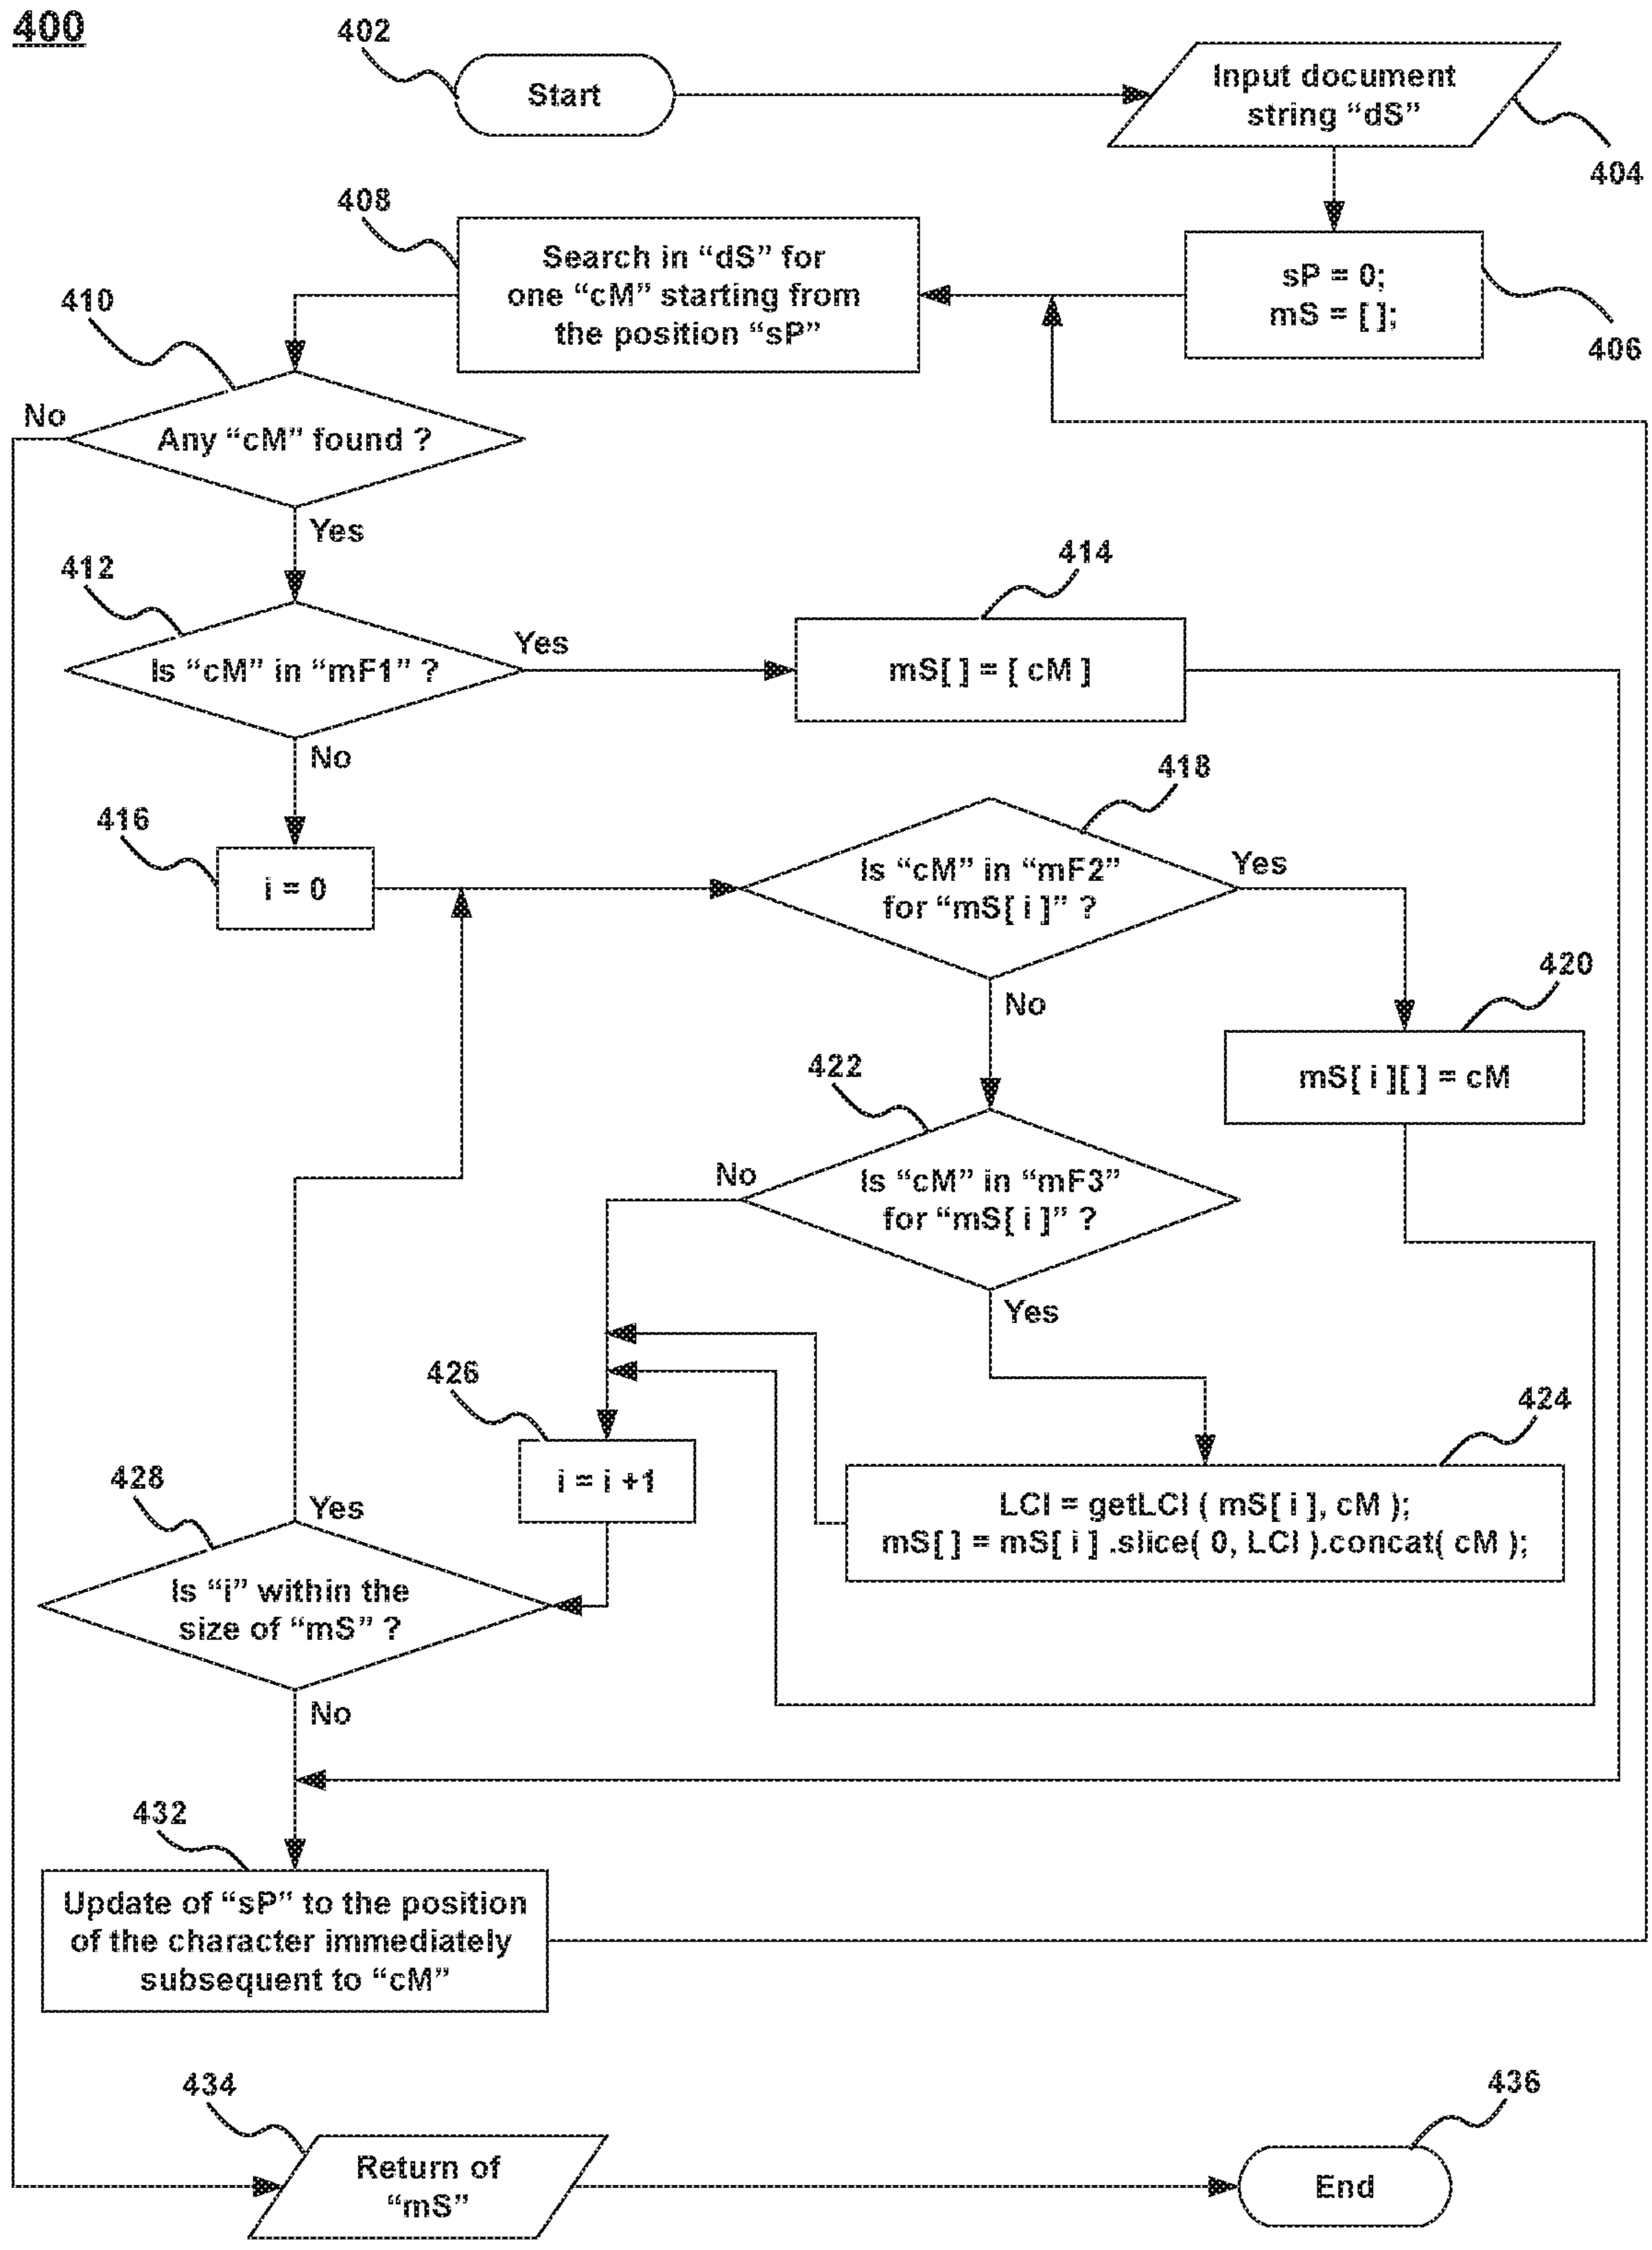 400
402
Start
Input document
string “dS”
404
408
Search in “dS” for
one “cM” starting from
the position “sP”
sP = 0;
mS = [ ];
406
410
No
Any “cM” found ?
Yes
412
Is “cM” in “mF1” ?
Yes
414
mS[ ] = [ cM ]
No
416
i = 0
418
Is “cM” in “mF2”
for “mS[ i ]” ?
Yes
No
420
mS[ i ][ ] = cM
422
No
Is “cM” in “mF3”
for “mS[ i ]” ?
Yes
426
i = i +1
424
LCI = getLCI ( mS[ i ], cM );
mS[ ] = mS[ i ] .slice( 0, LCI ).concat( cM );
428
Yes
Is “i” within the
size of “mS” ?
No
432
Update of “sP” to the position
of the character immediately
subsequent to “cM”
434
Return of
“mS”
436
End